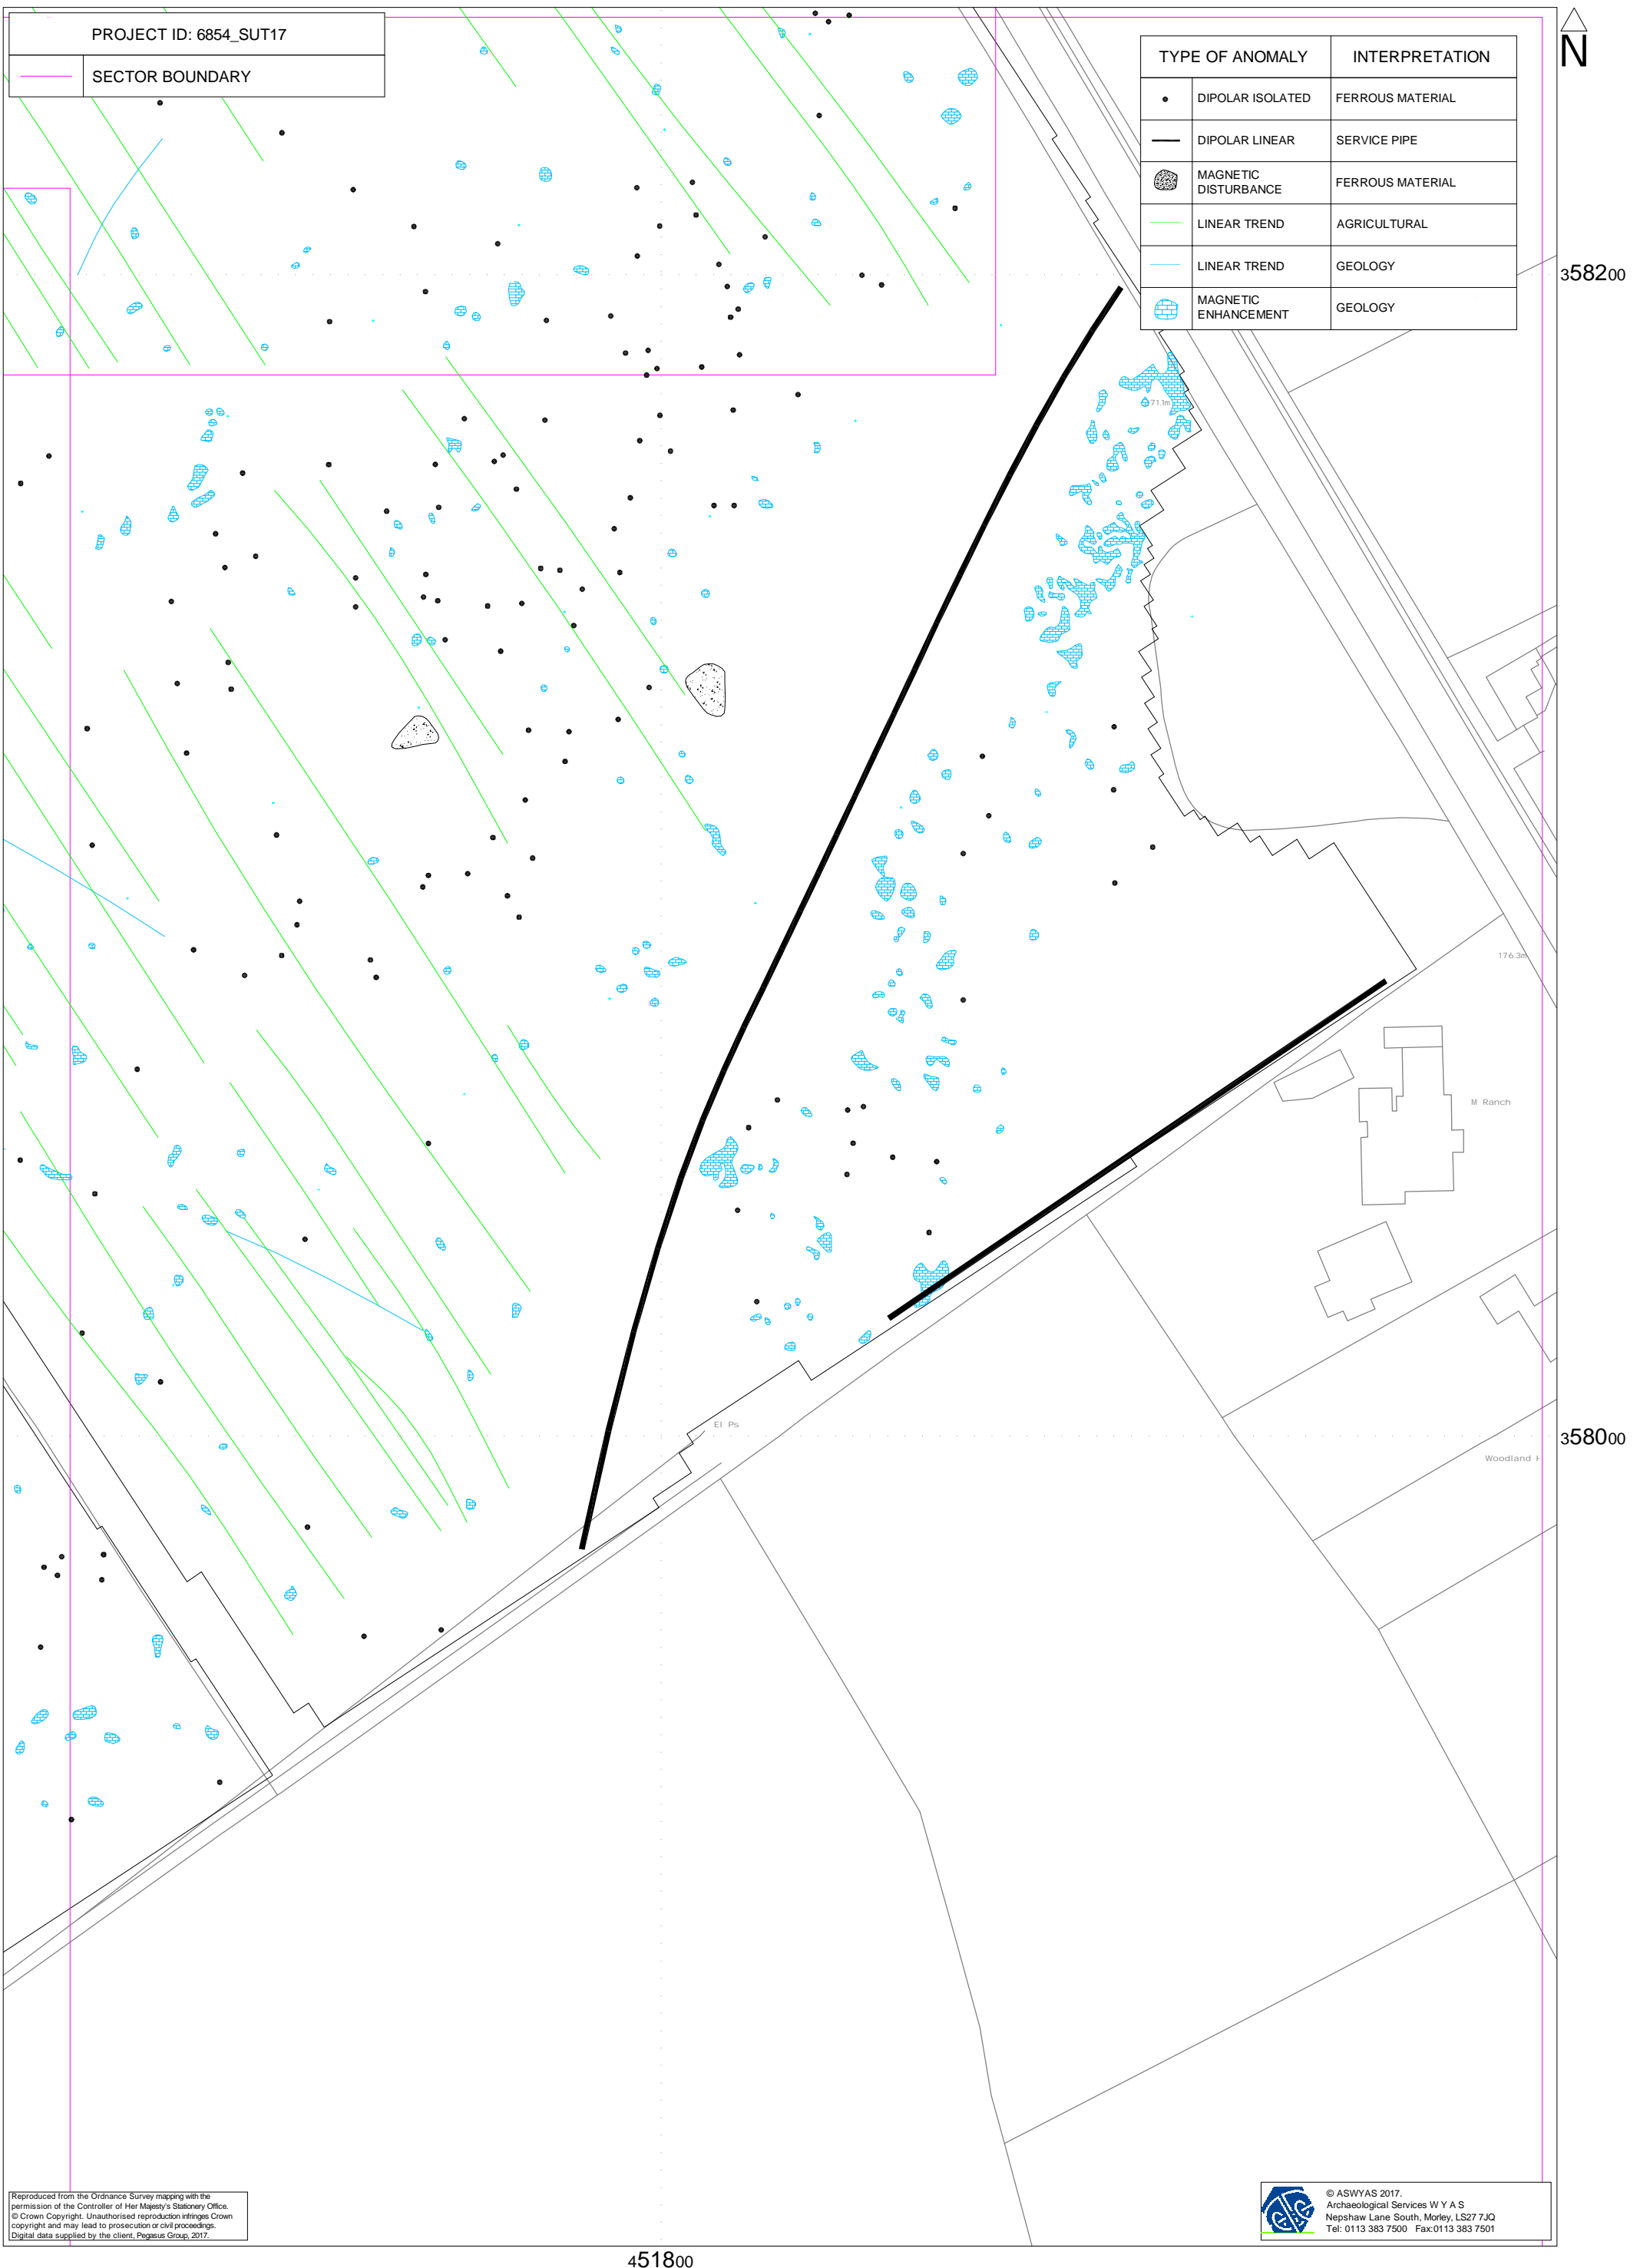 PROJECT ID: 6854_SUT17
SECTOR BOUNDARY
N
TYPE OF ANOMALY INTERPRETATION
DIPOLAR ISOLATED FERROUS MATERIAL
DIPOLAR LINEAR SERVICE PIPE
MAGNETIC
DISTURBANCE FERROUS MATERIAL
LINEAR TREND AGRICULTURAL
LINEAR TREND GEOLOGY
MAGNETIC
ENHANCEMENT GEOLOGY
358200
71.1m
176.3m
M Ranch
El Ps
358000
Woodland H
Reproduced from the Ordnance Survey mapping with the
permission of the Controller of Her Majesty's Stationery Office.
© Crown Copyright. Unauthorised reproduction infringes Crown
copyright and may lead to prosecution or civil proceedings.
Digital data supplied by the client, Pegasus Group, 2017.
© ASWYAS 2017.
Archaeological Services W Y A S
Nepshaw Lane South, Morley, LS27 7JQ
Tel: 0113 383 7500 Fax:0113 383 7501
451800